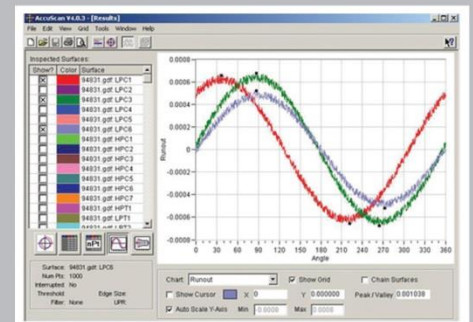 AccuScan V4.0.3 - [Results]
File Edit View Grid Tools Window Help
Inspected Surfaces:
Show? Color Surface
94831.gdf LPC1
94831.gdf LPC2
94831.gdf LPC3
94831.gdf LPC4
94831.gdf LPC5
94831.gdf LPC6
94831.gdf HPC1
94831.gdf HPC2
94831.gdf HPC3
94831.gdf HPC4
94831.gdf HPC5
94831.gdf HPC6
94831.gdf HPC7
94831.gdf HPT1
94831.gdf LPT1
94831.gdf LPT2
nPt
Surface: 94831.gdf LPC6
Num Pts: 1000
Interrupted: No
Threshold Edge Size
Filter: None UPR
0.0008
0.0006
0.0004
0.0002
0
-0.0002
-0.0004
-0.0006
-0.0008
Runout
0 30 60 90 120 150 180 210 240 270 300 330 360
Angle
Chart: Runout Show Grid Chain Surfaces
Show Cursor X 0 Y 0.000000 Peak/Valley 0.001038
Auto Scale Y-Axis Min -0.0008 Max 0.0008